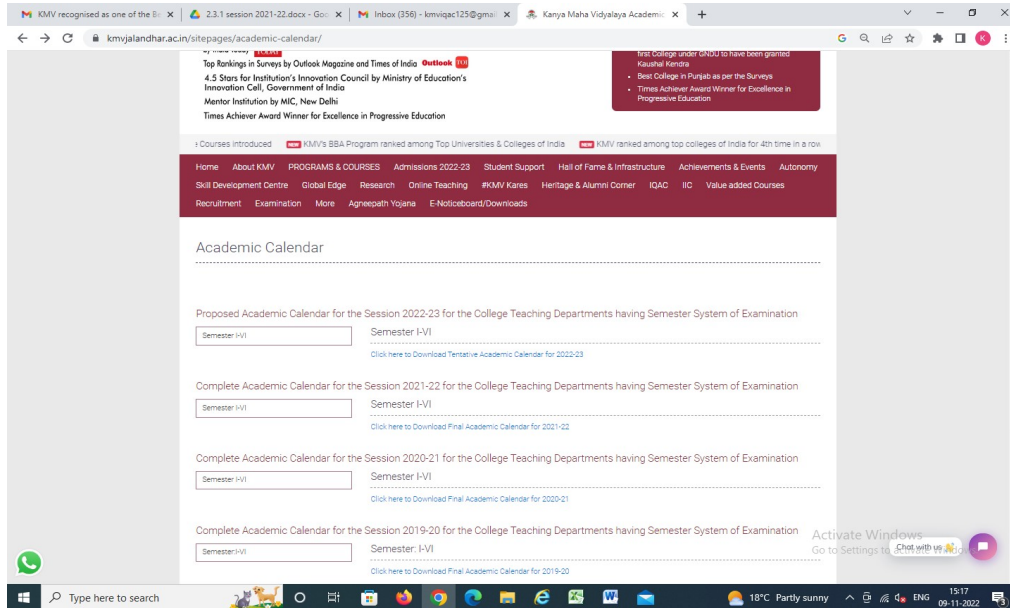 KMV recognised as one of the Be
2.3.1 session 2021-22.docx - Goo
Inbox (356) - kmviqac125@gmail
Kanya Maha Vidyalaya Academic
kmvjalandhar.ac.in/sitepages/academic-calendar/
K
by India Today TODAY
Top Rankings in Surveys by Outlook Magazine and Times of India Outlook TOI
4.5 Stars for Institution's Innovation Council by Ministry of Education's
Innovation Cell, Government of India
Mentor Institution by MIC, New Delhi
Times Achiever Award Winner for Excellence in Progressive Education
first College under GNDU to have been granted
Kaushal Kendra
Best College in Punjab as per the Surveys
Times Achiever Award Winner for Excellence in
Progressive Education
e Courses introduced NEW KMV's BBA Program ranked among Top Universities & Colleges of India NEW KMV ranked among top colleges of India for 4th time in a row
Home About KMV PROGRAMS & COURSES Admissions 2022-23 Student Support Hall of Fame & Infrastructure Achievements & Events Autonomy
Skill Development Centre Global Edge Research Online Teaching #KMV Kares Heritage & Alumni Corner IQAC IIC Value added Courses
Recruitment Examination More Agneepath Yojana E-Noticeboard/Downloads
Academic Calendar
Proposed Academic Calendar for the Session 2022-23 for the College Teaching Departments having Semester System of Examination
Semester I-VI
Semester I-VI
Click here to Download Tentative Academic Calendar for 2022-23
Complete Academic Calendar for the Session 2021-22 for the College Teaching Departments having Semester System of Examination
Semester I-VI
Semester I-VI
Click here to Download Final Academic Calendar for 2021-22
Complete Academic Calendar for the Session 2020-21 for the College Teaching Departments having Semester System of Examination
Semester I-VI
Semester I-VI
Click here to Download Final Academic Calendar for 2020-21
Complete Academic Calendar for the Session 2019-20 for the College Teaching Departments having Semester System of Examination
Semester:I-VI
Semester: I-VI
Click here to Download Final Academic Calendar for 2019-20
Activate Windows
Go to Settings to activate Windows
Chat with us
Type here to search
18°C Partly sunny
ENG
15:17
09-11-2022
3